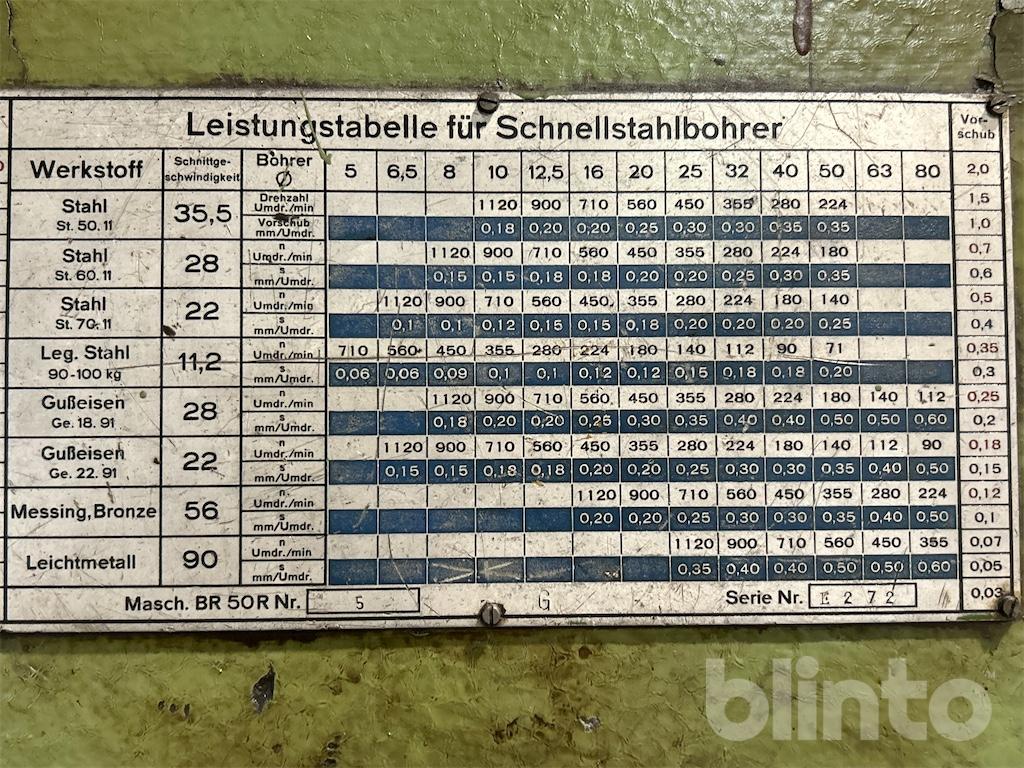 Leistungstabelle für Schnellstahlbohrer
Vor-
schub
Werkstoff Schnittge-schwindigkeit Bohrer Ø 5 6,5 8 10 12,5 16 20 25 32 40 50 63 80 2,0
Stahl St. 50.11 35,5 Drehzahl Umdr./min 1120 900 710 560 450 355 280 224 1,5
Vorschub mm/Umdr. 0,18 0,20 0,20 0,25 0,30 0,30 0,35 0,35 1,0
Stahl St. 60.11 28 n Umdr./min 1120 900 710 560 450 355 280 224 180 0,7
s mm/Umdr. 0,15 0,15 0,18 0,18 0,20 0,20 0,25 0,30 0,35 0,6
Stahl St. 70.11 22 n Umdr./min 1120 900 710 560 450 355 280 224 180 140 0,5
s mm/Umdr. 0,1 0,1 0,12 0,15 0,15 0,18 0,20 0,20 0,20 0,25 0,4
Leg. Stahl 90-100 kg 11,2 n Umdr./min 710 560 450 355 280 224 180 140 112 90 71 0,35
s mm/Umdr. 0,06 0,06 0,09 0,1 0,1 0,12 0,12 0,15 0,18 0,18 0,20 0,3
Gußeisen Ge. 18.91 28 n Umdr./min 1120 900 710 560 450 355 280 224 180 140 112 0,25
s mm/Umdr. 0,18 0,20 0,20 0,25 0,30 0,35 0,40 0,40 0,50 0,50 0,60 0,2
Gußeisen Ge. 22.91 22 n Umdr./min 1120 900 710 560 450 355 280 224 180 140 112 90 0,18
s mm/Umdr. 0,15 0,15 0,18 0,18 0,20 0,20 0,25 0,30 0,30 0,35 0,40 0,50 0,15
Messing, Bronze 56 n Umdr./min 1120 900 710 560 450 355 280 224 0,12
s mm/Umdr. 0,20 0,20 0,25 0,30 0,30 0,35 0,40 0,50 0,1
Leichtmetall 90 n Umdr./min 1120 900 710 560 450 355 0,07
s mm/Umdr. 0,35 0,40 0,40 0,50 0,50 0,60 0,05
Masch. BR 50R Nr. 5 G Serie Nr. E 272 0,03
blinto